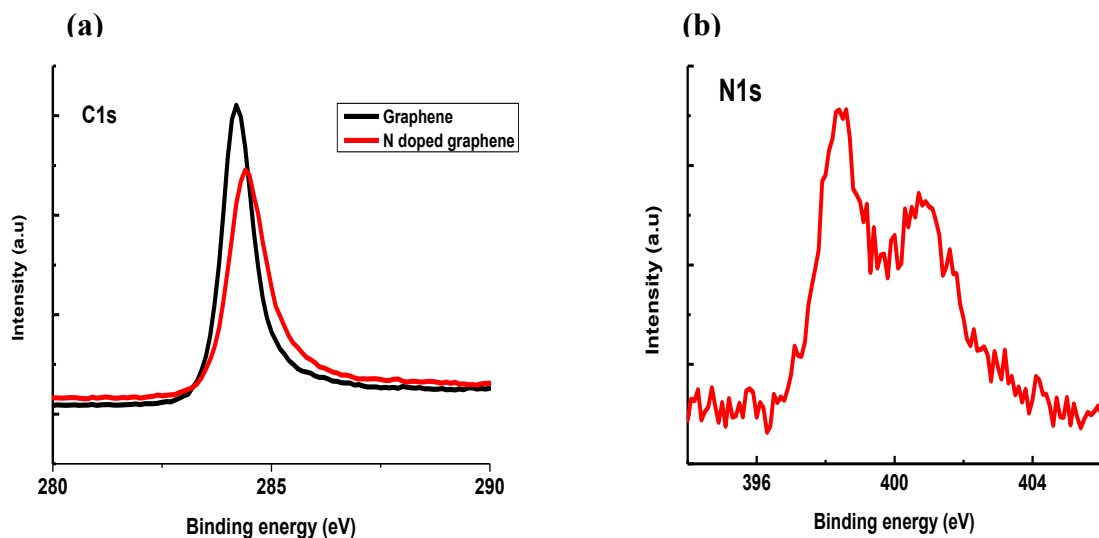 (a)
C1s
Graphene
N doped graphene
Intensity (a.u)
280
285
290
Binding energy (eV)
(b)
N1s
Intensity (a.u)
396
400
404
Binding energy (eV)